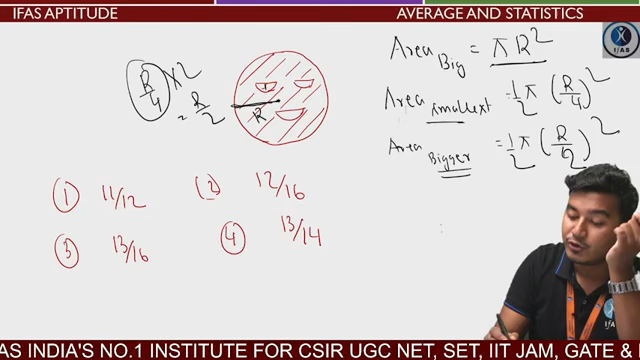 IFAS APTITUDE
AVERAGE AND STATISTICS
IFAS
Area Big = πR²
R/4 × 2
= R/2
R
Area smallest = 1/2 π (R/4)²
Area Bigger = 1/2 π (R/2)²
① 11/12
② 12/16
③ 13/16
④ 13/14
AS INDIA'S NO.1 INSTITUTE FOR CSIR UGC NET, SET, IIT JAM, GATE &